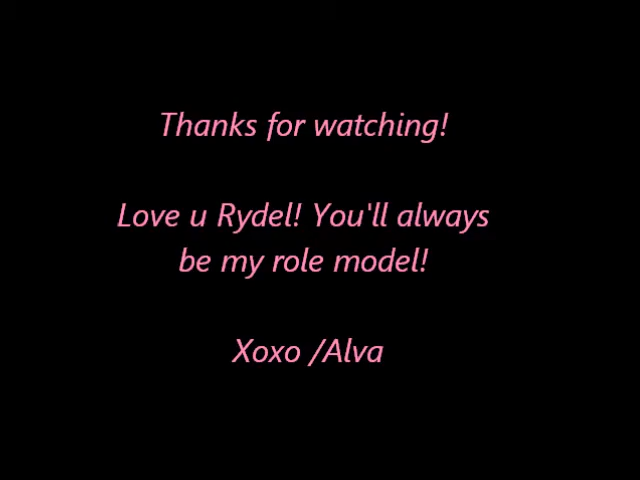 Thanks for watching!
Love u Rydel! You'll always
be my role model!
Xoxo /Alva